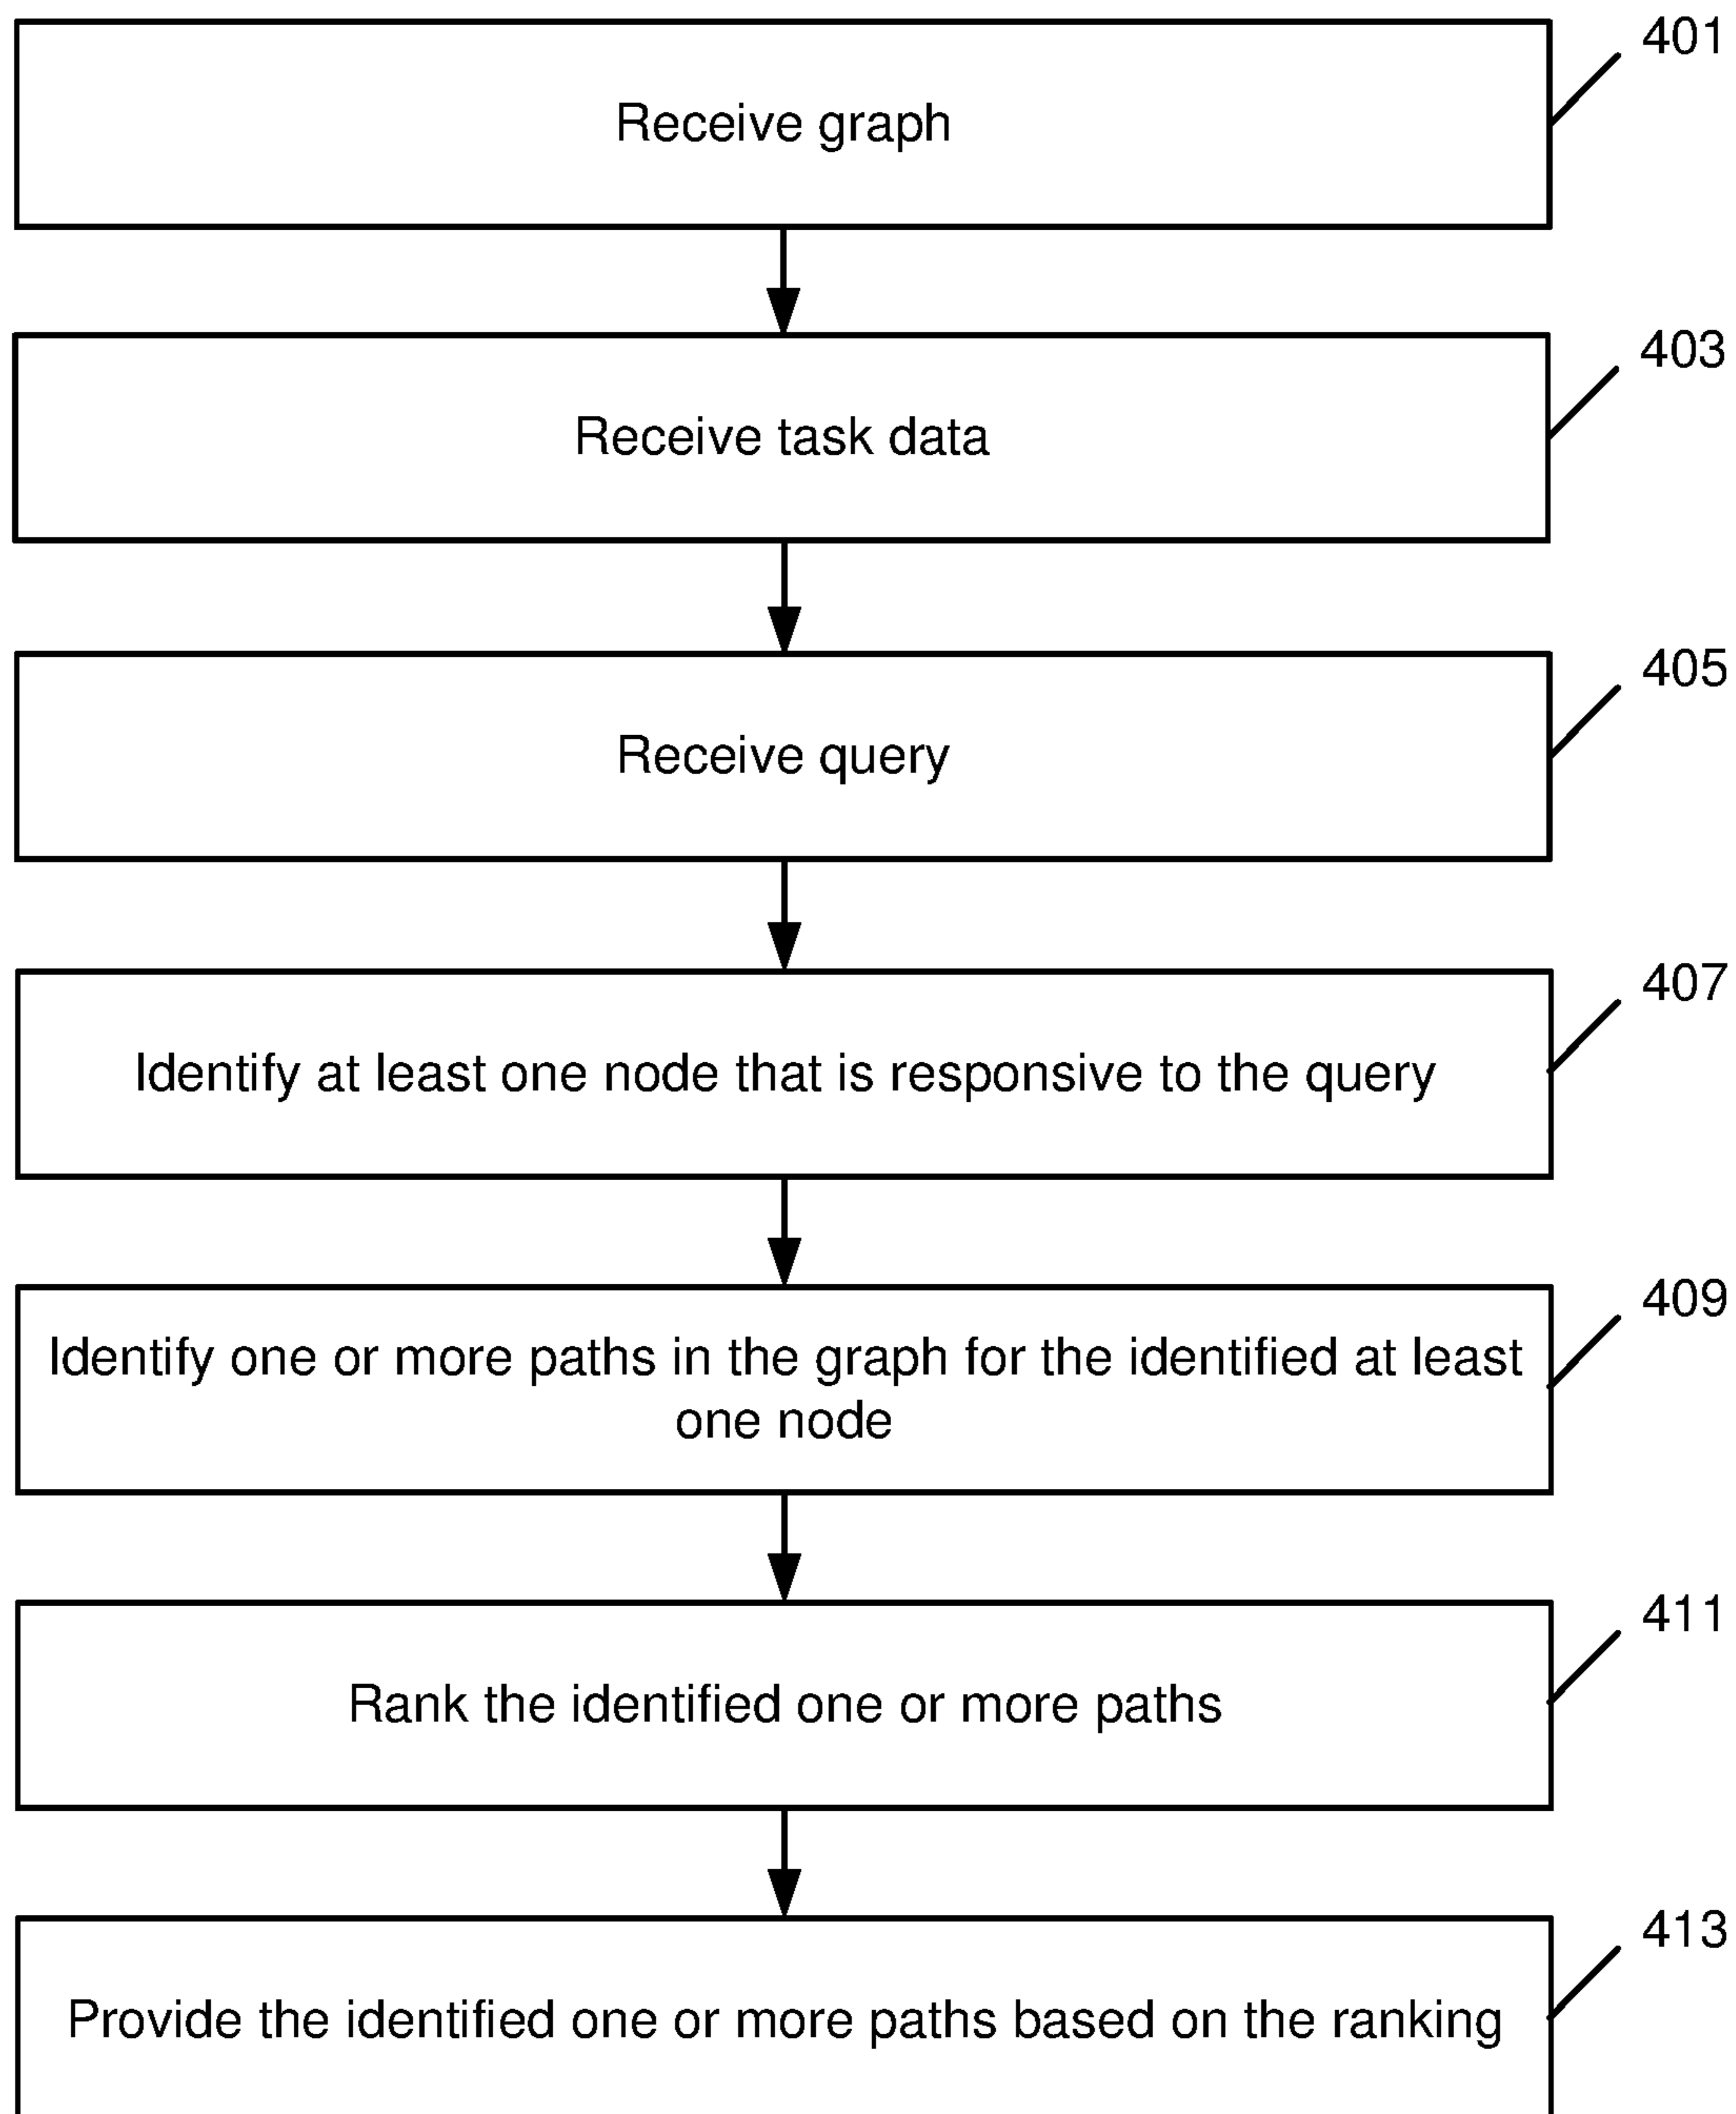 401
Receive graph
403
Receive task data
405
Receive query
407
Identify at least one node that is responsive to the query
409
Identify one or more paths in the graph for the identified at least
one node
411
Rank the identified one or more paths
413
Provide the identified one or more paths based on the ranking